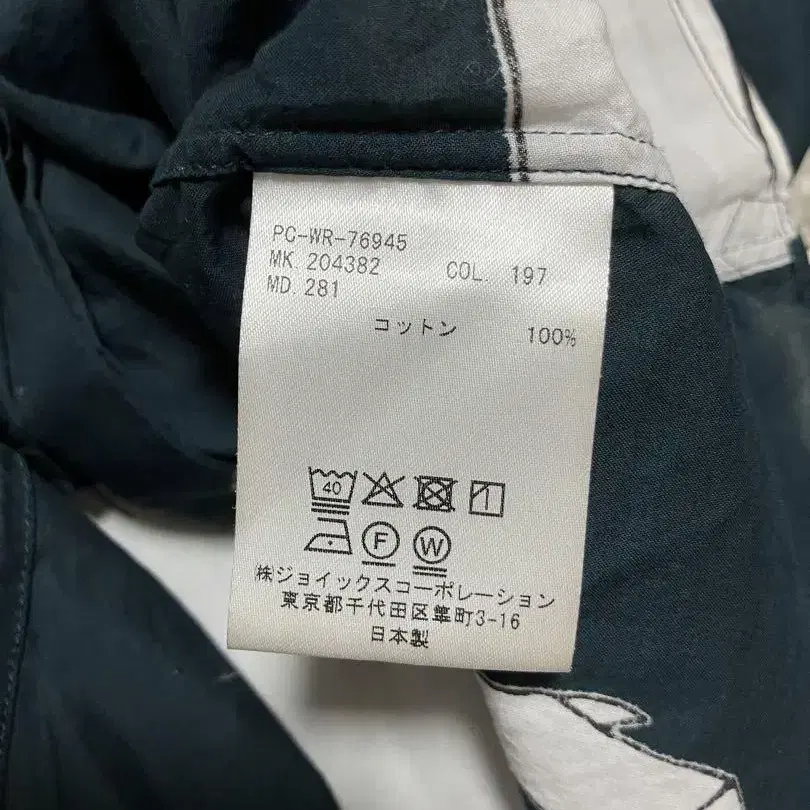 PC-WR-76945
MK. 204382 COL. 197
MD. 281
コットン 100%
40
F W
㈱ジョイックスコーポレーション
東京都千代田区隼町3-16
日本製